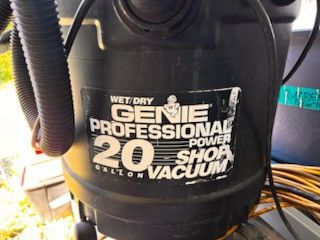 WET/DRY
GENIE
PROFESSIONAL
POWER
20 SHOP
GALLON VACUUM